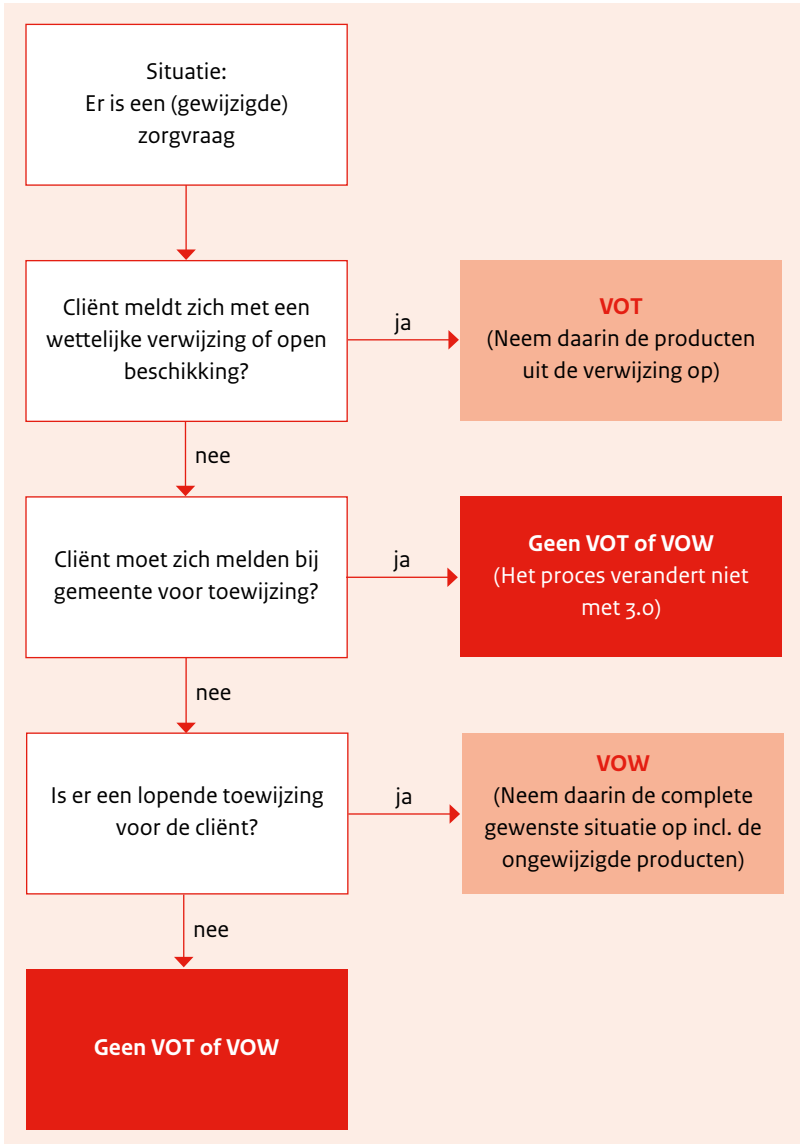 Situatie:
Er is een (gewijzigde)
zorgvraag
Cliënt meldt zich met een
wettelijke verwijzing of open
beschikking?
ja
VOT
(Neem daarin de producten
uit de verwijzing op)
nee
Cliënt moet zich melden bij
gemeente voor toewijzing?
ja
Geen VOT of VOW
(Het proces verandert niet
met 3.0)
nee
Is er een lopende toewijzing
voor de cliënt?
ja
VOW
(Neem daarin de complete
gewenste situatie op incl. de
ongewijzigde producten)
nee
Geen VOT of VOW